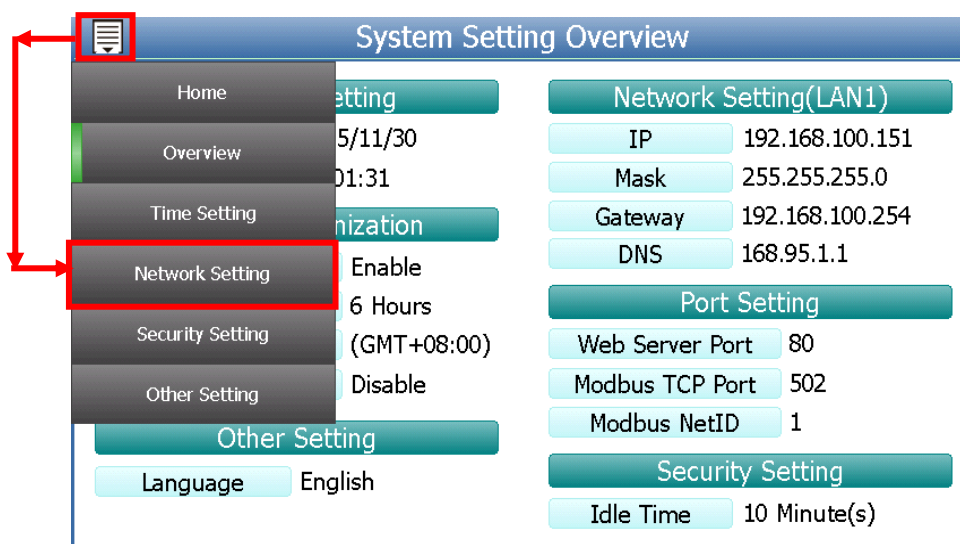 System Setting Overview
Home
Overview
Time Setting
Network Setting
Security Setting
Other Setting
etting
5/11/30
01:31
nization
Enable
6 Hours
(GMT+08:00)
Disable
Other Setting
Language English
Network Setting(LAN1)
IP 192.168.100.151
Mask 255.255.255.0
Gateway 192.168.100.254
DNS 168.95.1.1
Port Setting
Web Server Port 80
Modbus TCP Port 502
Modbus NetID 1
Security Setting
Idle Time 10 Minute(s)